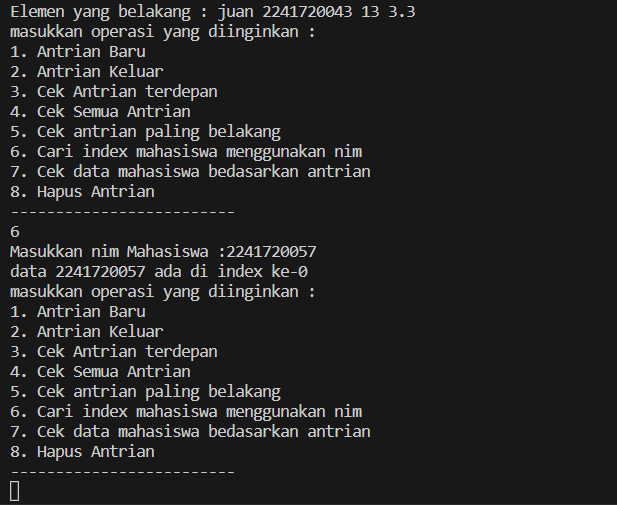 Elemen yang belakang : juan 2241720043 13 3.3
masukkan operasi yang diinginkan :
1. Antrian Baru
2. Antrian Keluar
3. Cek Antrian terdepan
4. Cek Semua Antrian
5. Cek antrian paling belakang
6. Cari index mahasiswa menggunakan nim
7. Cek data mahasiswa bedasarkan antrian
8. Hapus Antrian
-------------------------
6
Masukkan nim Mahasiswa :2241720057
data 2241720057 ada di index ke-0
masukkan operasi yang diinginkan :
1. Antrian Baru
2. Antrian Keluar
3. Cek Antrian terdepan
4. Cek Semua Antrian
5. Cek antrian paling belakang
6. Cari index mahasiswa menggunakan nim
7. Cek data mahasiswa bedasarkan antrian
8. Hapus Antrian
-------------------------